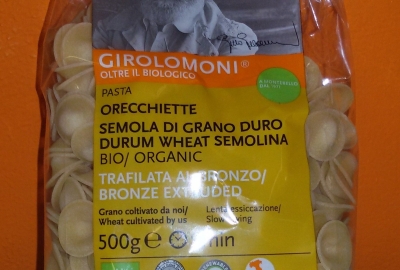 GIROLOMONI®
OLTRE IL BIOLOGICO
PASTA
ORECCHIETTE
SEMOLA DI GRANO DURO
DURUM WHEAT SEMOLINA
BIO/ ORGANIC
TRAFILATA AL BRONZO/
BRONZE EXTRUDED
Grano coltivato da noi/
Wheat cultivated by us
Lenta essiccazione/
Slow drying
500g e
min